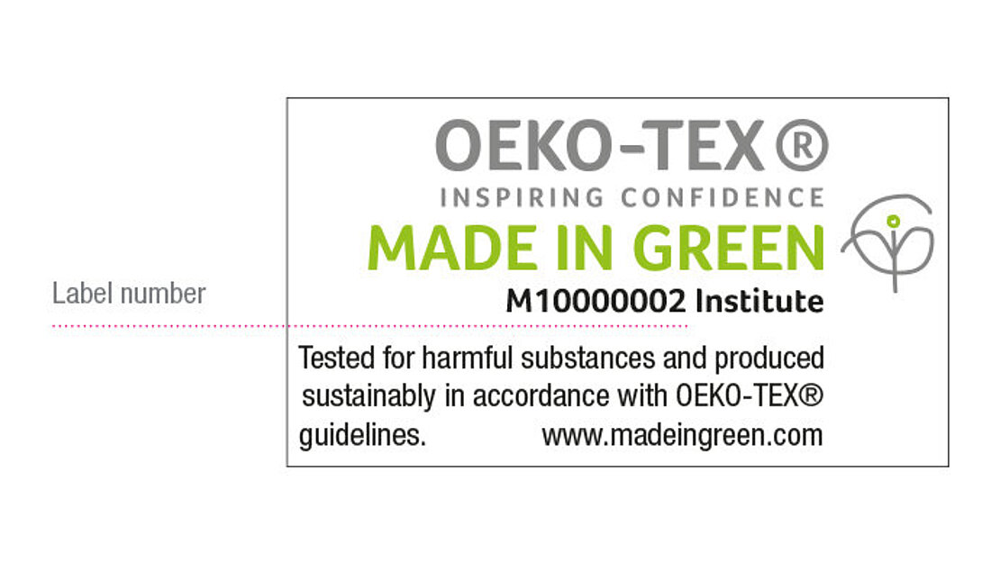 OEKO-TEX®
INSPIRING CONFIDENCE
MADE IN GREEN
Label number
M10000002 Institute
Tested for harmful substances and produced
sustainably in accordance with OEKO-TEX®
guidelines. www.madeingreen.com